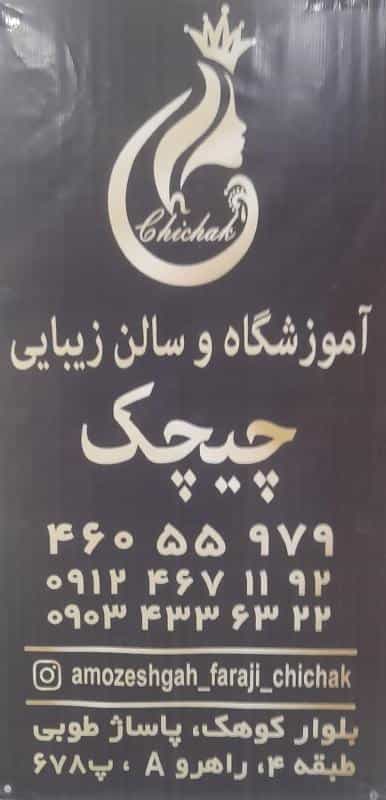 Chichak
آموزشگاه و سالن زیبایی
چیچک
۴۶۰ ۵۵ ۹۷۹
۰۹۱۲ ۴۶۷ ۱۱ ۹۲
۰۹۰۳ ۴۳۳ ۶۳ ۲۲
amozeshgah_faraji_chichak
بلوار کوهک، پاساژ طوبی
طبقه ۴، راهرو A ، پ۶۷۸